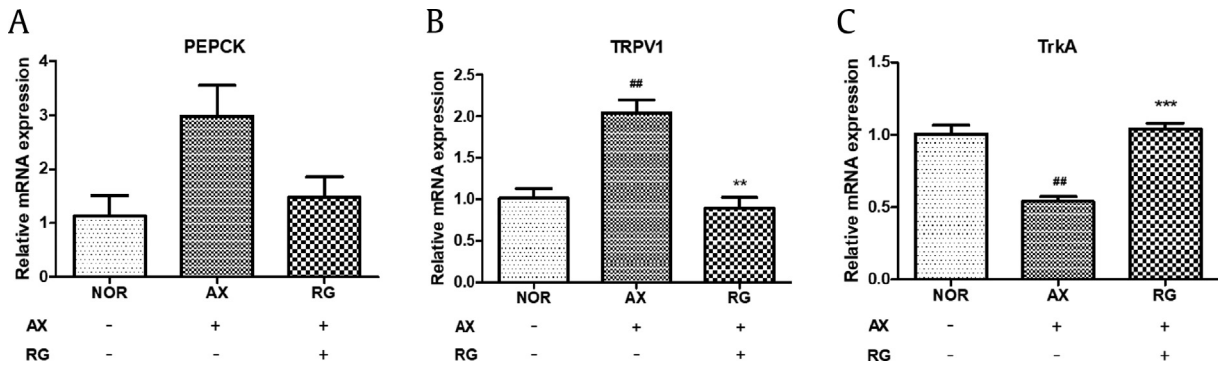 A
PEPCK
Relative mRNA expression
4
3
2
1
0
NOR AX RG
AX - + +
RG - - +
B
TRPV1
Relative mRNA expression
2.5
2.0
1.5
1.0
0.5
0.0
##
**
NOR AX RG
AX - + +
RG - - +
C
TrkA
Relative mRNA expression
1.5
1.0
0.5
0.0
##
***
NOR AX RG
AX - + +
RG - - +